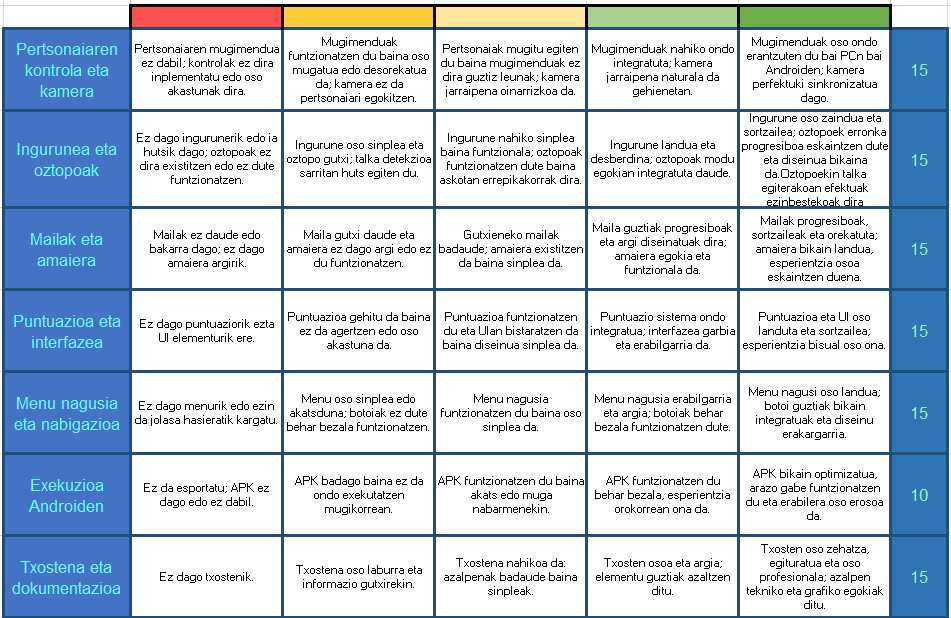 Pertsonaiaren
kontrola eta
kamera
Pertsonaiaren mugimendua
ez dabil; kontrolak ez dira
inplementatu edo oso
akastunak dira.
Mugimenduak
funtzionatzen du baina oso
mugatua edo desorekatua
da; kamera ez da
pertsonaiari egokitzen.
Pertsonaiak mugitu egiten
du baina mugimenduak ez
dira guztiz leunak; kamera
jarraipena oinarrizkoa da.
Mugimenduak nahiko ondo
integratuta; kamera
jarraipena naturala da
gehienetan.
Mugimenduak oso ondo
erantzuten du bai PCn bai
Androiden; kamera
perfektuki sinkronizatua
dago.
15
Ingurunea eta
oztopoak
Ez dago ingurunerik edo ia
hutsik dago; oztopoak ez
dira existitzen edo ez dute
funtzionatzen.
Ingurune oso sinplea eta
oztopo gutxi; talka detekzioa
sarritan huts egiten du.
Ingurune nahiko sinplea
baina funtzionala; oztopoak
funtzionatzen dute baina
askotan errepikakorrak dira.
Ingurune landua eta
desberdina; oztopoak modu
egokian integratuta daude.
Ingurune oso zaindua eta
sortzailea; oztopoek erronka
progresiboa eskaintzen dute
eta diseinua bikaina
da.Oztopoekin talka
egiterakoan efektuak
ezinbestekoak dira
15
Mailak eta
amaiera
Mailak ez daude edo
bakarra dago; ez dago
amaiera argirik.
Maila gutxi daude eta
amaiera ez dago argi edo ez
du funtzionatzen.
Gutxieneko mailak
badaude; amaiera existitzen
da baina sinplea da.
Maila guztiak progresiboak
eta argi diseinatuak dira;
amaiera egokia eta
funtzionala da.
Mailak progresiboak,
sortzaileak eta orekatuta;
amaiera bikain landua,
esperientzia osoa
eskaintzen duena.
15
Puntuazioa eta
interfazea
Ez dago puntuaziorik ezta
UI elementurik ere.
Puntuazioa gehitu da baina
ez da agertzen edo oso
akastuna da.
Puntuazioa funtzionatzen
du eta UIan bistaratzen da
baina diseinua sinplea da.
Puntuazio sistema ondo
integratua; interfazea garbia
eta erabilgarria da.
Puntuazioa eta UI oso
landuta eta sortzailea;
esperientzia bisual oso ona.
15
Menu nagusia
eta nabigazioa
Ez dago menurik edo ezin
da jolasa hasieratik kargatu.
Menu oso sinplea edo
akatsduna; botoiak ez dute
behar bezala funtzionatzen.
Menu nagusia
funtzionatzen du baina oso
sinplea da.
Menu nagusia erabilgarria
eta argia; botoiak behar
bezala funtzionatzen dute.
Menu nagusi oso landua;
botoi guztiak bikain
integratuak eta diseinu
erakargarria.
15
Exekuzioa
Androiden
Ez da esportatu; APK ez
dago edo ez dabil.
APK badago baina ez da
ondo exekutatzen
mugikorrean.
APK funtzionatzen du baina
akats edo muga
nabarmenekin.
APK funtzionatzen du
behar bezala, esperientzia
orokorrean ona da.
APK bikain optimizatua,
arazo gabe funtzionatzen
du eta erabilera oso erosoa
da.
10
Txostena eta
dokumentazioa
Ez dago txostenik.
Txostena oso laburra eta
informazio gutxirekin.
Txostena nahikoa da:
azalpenak badaude baina
sinpleak.
Txosten osoa eta argia;
elementu guztiak azaltzen
ditu.
Txosten oso zehatza,
egituratua eta oso
profesionala; azalpen
tekniko eta grafiko egokiak
ditu.
15